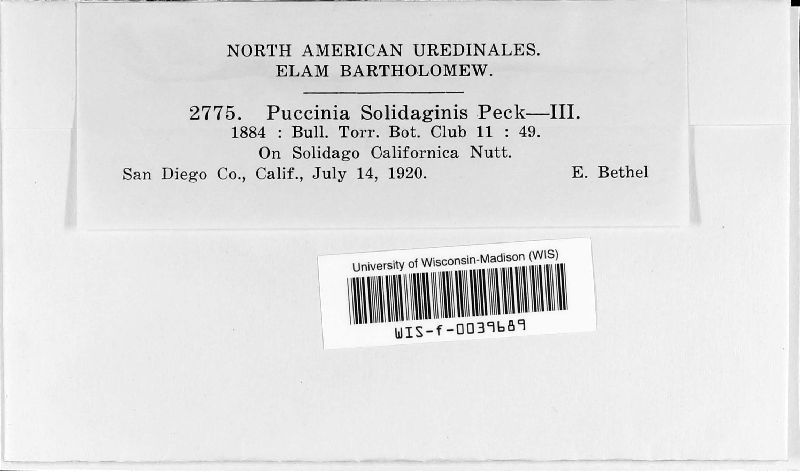 NORTH AMERICAN UREDINALES.
ELAM BARTHOLOMEW.
2775. Puccinia Solidaginis Peck—III.
1884 : Bull. Torr. Bot. Club 11 : 49.
On Solidago Californica Nutt.
San Diego Co., Calif., July 14, 1920. E. Bethel
University of Wisconsin-Madison (WIS)
WIS-f-0039689